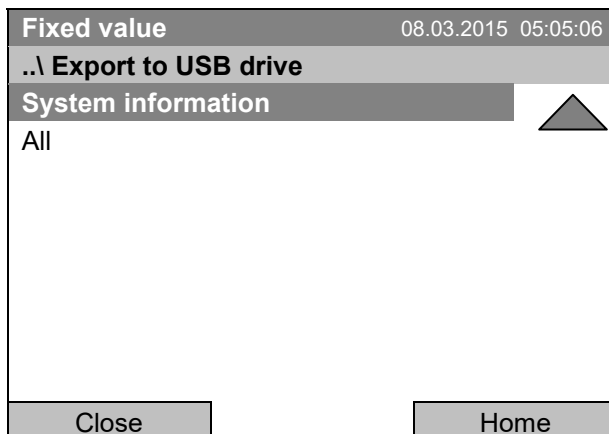 Fixed value 08.03.2015 05:05:06
..\ Export to USB drive
System information
All
Close Home